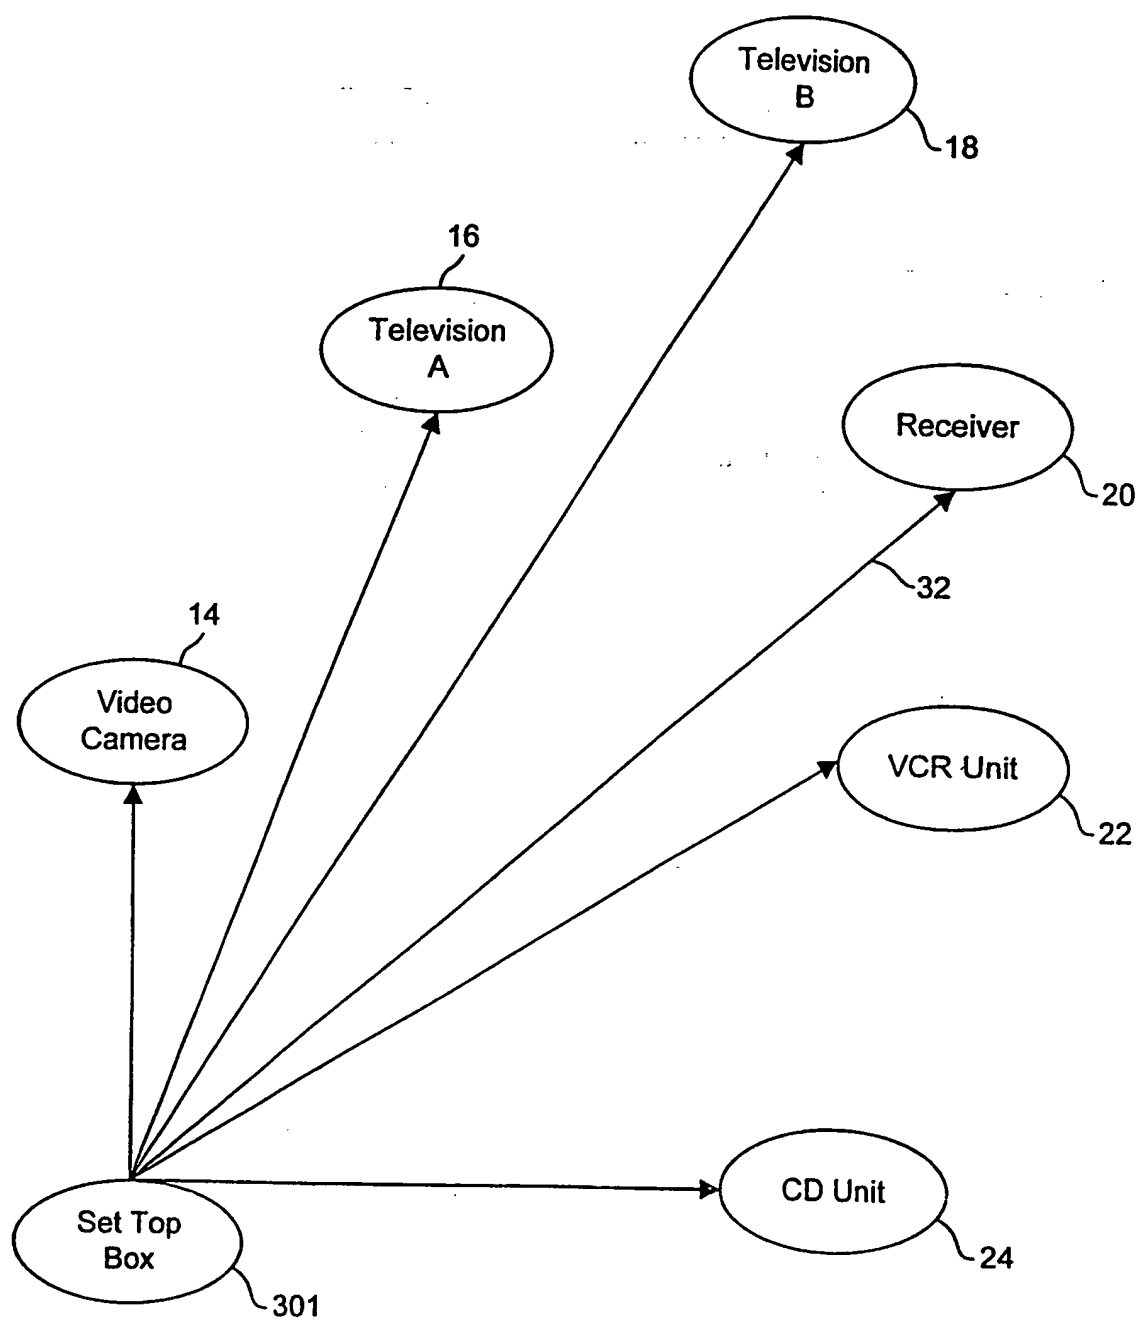 Television
B
18
16
Television
A
Receiver
20
32
14
Video
Camera
VCR Unit
22
CD Unit
24
Set Top
Box
301